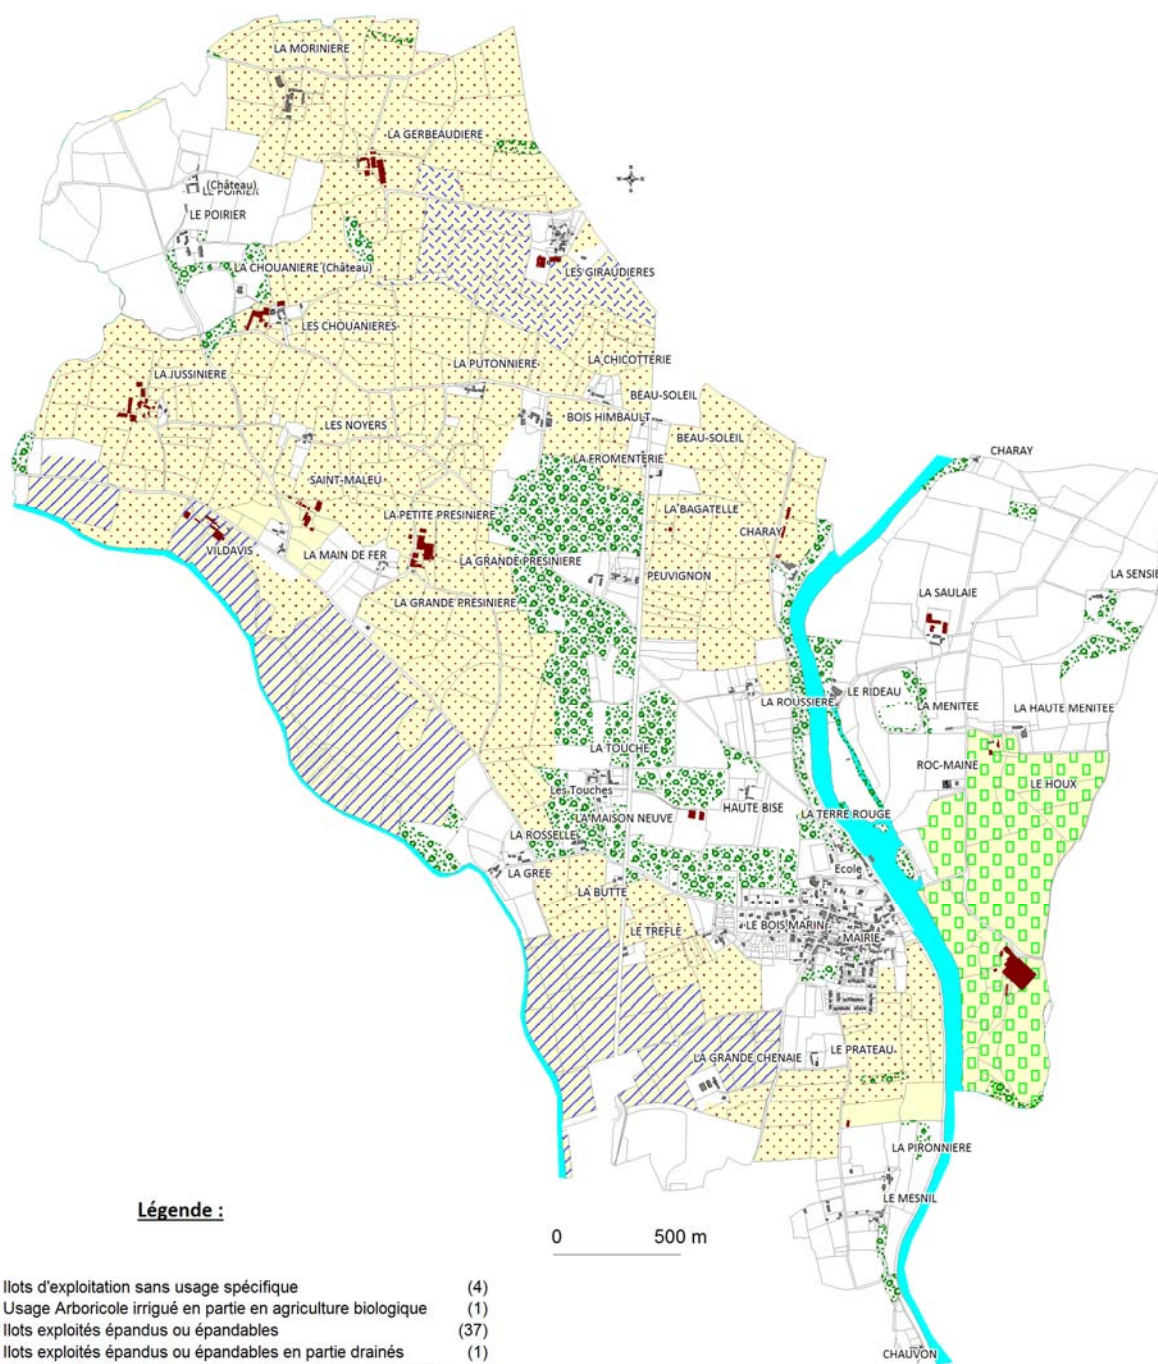 LA MORINIERE
LA GERBEAUDIERE
(Château)
LE POIRIER
LE POIRIER
LA CHOUANIERE (Château)
LES GIRAUDIERES
LES CHOUANIERES
LA PUTONNIERE
LA CHICOTTERIE
LA JUSSINIERE
BEAU-SOLEIL
BOIS HIMBAULT
LES NOYERS
BEAU-SOLEIL
LA FROMENTERIE
CHARAY
SAINT-MALEU
LA PETITE PRESINIERE
LA BAGATELLE
CHARAY
VILDAVIS
LA MAIN DE FER
LA GRANDE PRESINIERE
PEUVIGNON
LA SENSIE
LA SAULAIE
LA GRANDE PRESINIERE
LE RIDEAU
LA ROUSSIERE
LA MENITEE
LA HAUTE MENITEE
LA TOUCHE
ROC-MAINE
LE HOUX
Les Touches
HAUTE BISE
LA MAISON NEUVE
LA TERRE ROUGE
LA ROSSELLE
LA GREE
Ecole
LA BUTTE
LE TREFLE
LE BOIS MARIN
MAIRIE
LE PRATEAU
LA GRANDE CHENAIE
LA PIRONNIERE
LE MESNIL
Légende :
0 500 m
Ilots d'exploitation sans usage spécifique (4)
Usage Arboricole irrigué en partie en agriculture biologique (1)
Ilots exploités épandus ou épandables (37)
Ilots exploités épandus ou épandables en partie drainés (1)
CHAUVON